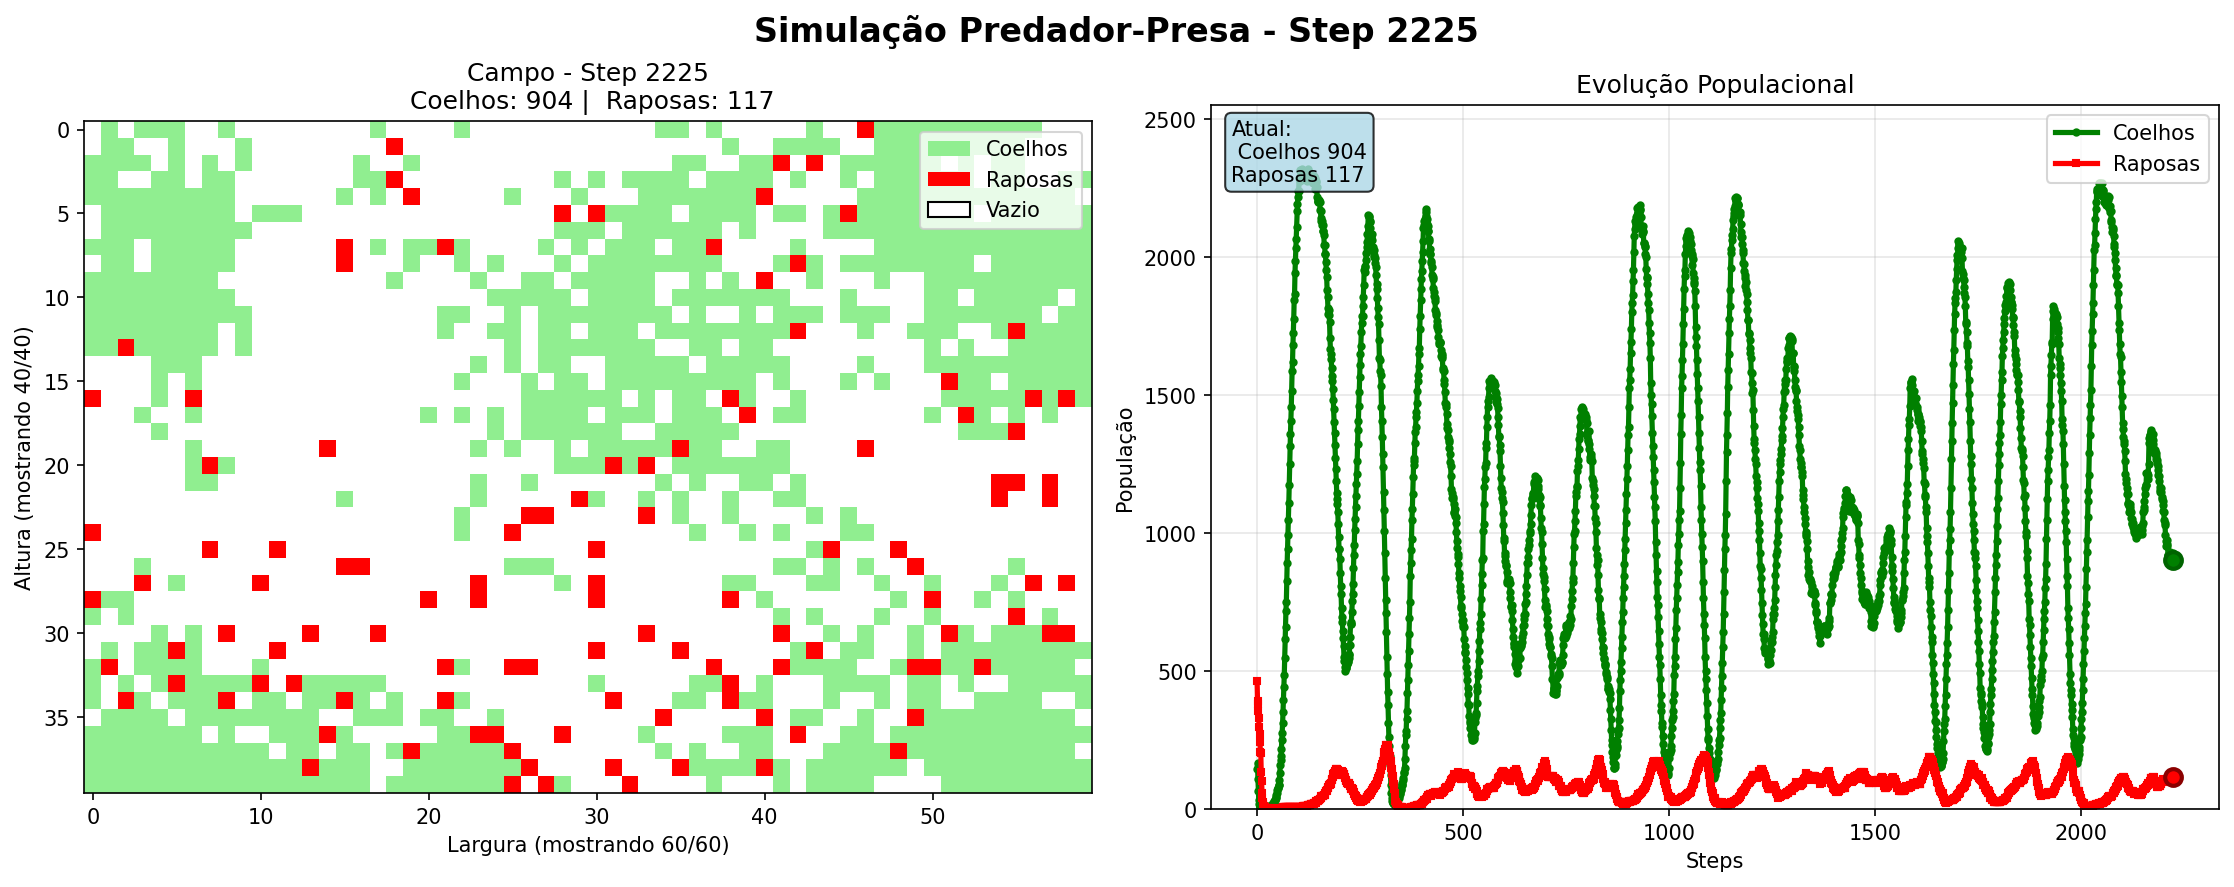 Simulação Predador-Presa - Step 2225
Campo - Step 2225
Coelhos: 904 |  Raposas: 117
Coelhos
Raposas
Vazio
0
5
10
15
20
25
30
35
Altura (mostrando 40/40)
0
10
20
30
40
50
Largura (mostrando 60/60)
Evolução Populacional
Atual:
Coelhos 904
Raposas 117
Coelhos
Raposas
2500
2000
1500
1000
500
0
População
0
500
1000
1500
2000
Steps